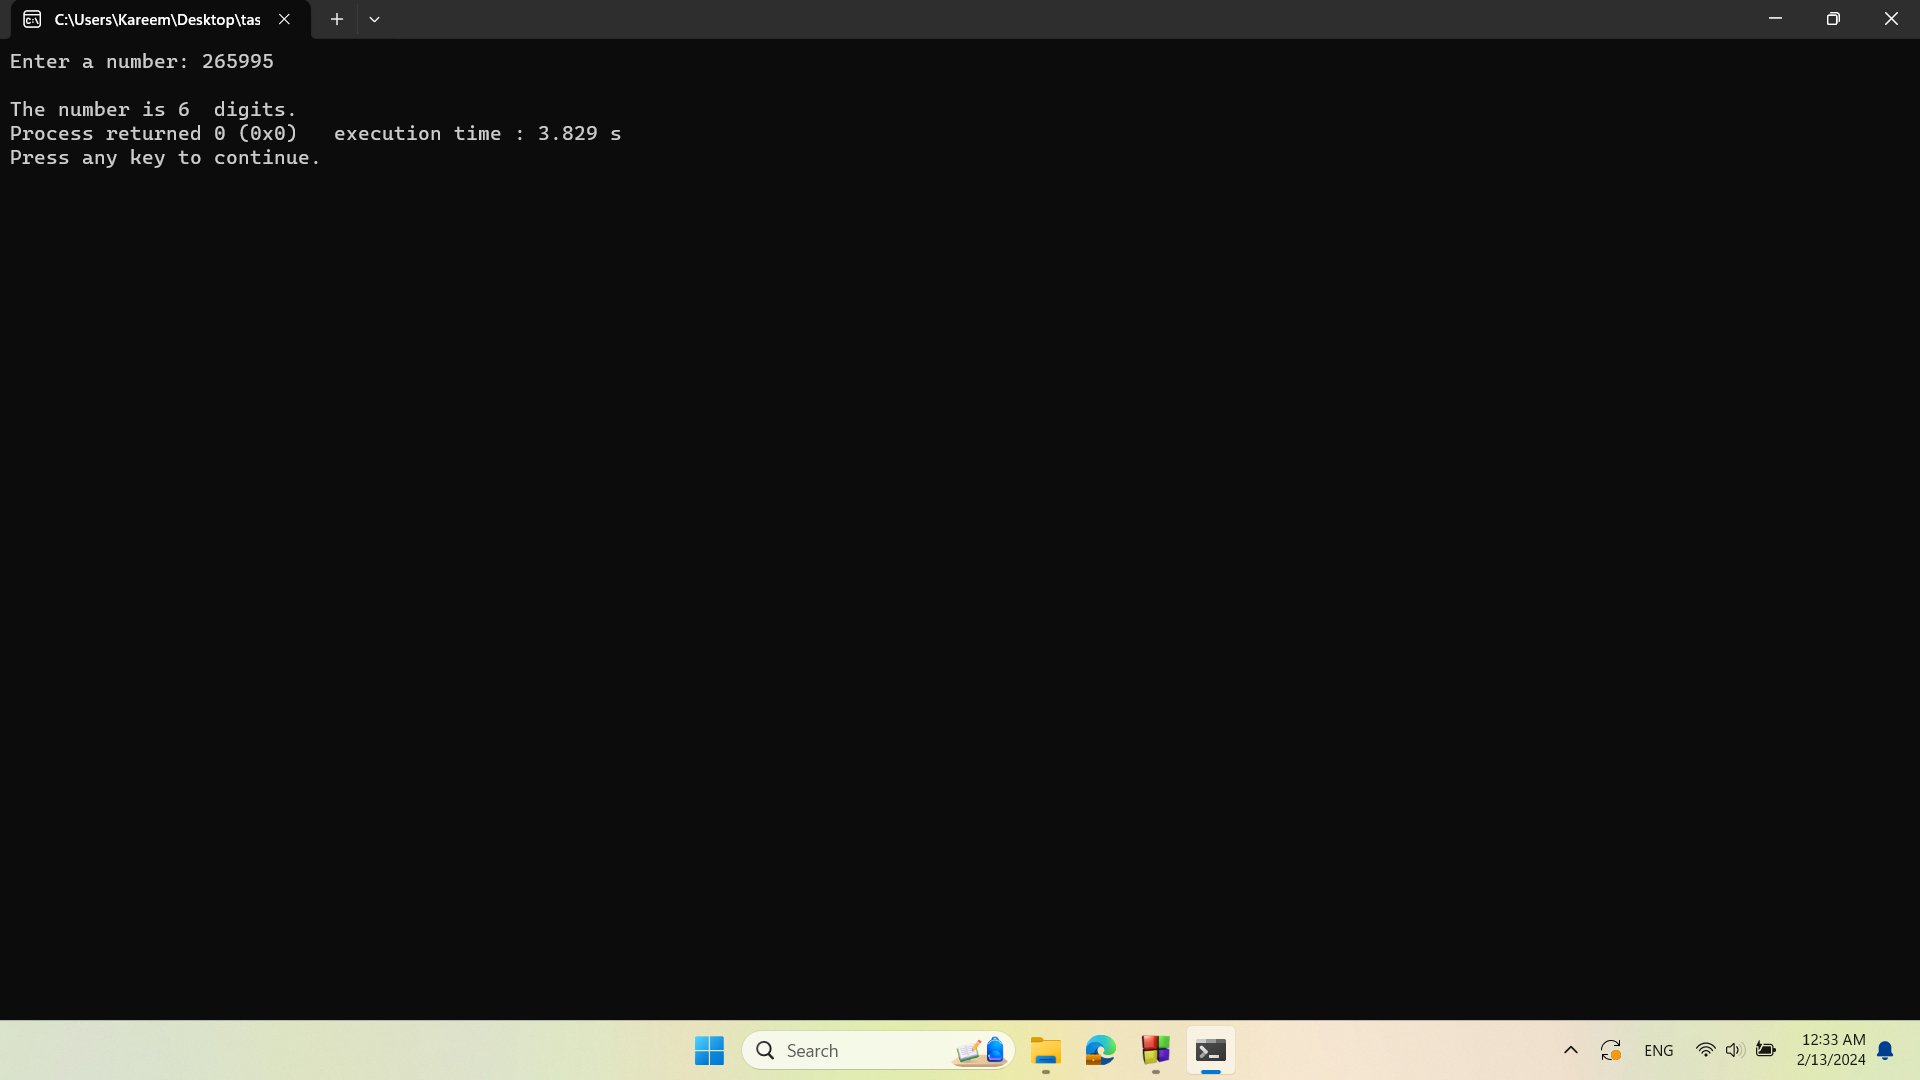 C:\Users\Kareem\Desktop\tas
Enter a number: 265995
The number is 6  digits.
Process returned 0 (0x0)   execution time : 3.829 s
Press any key to continue.
Search
ENG
12:33 AM
2/13/2024